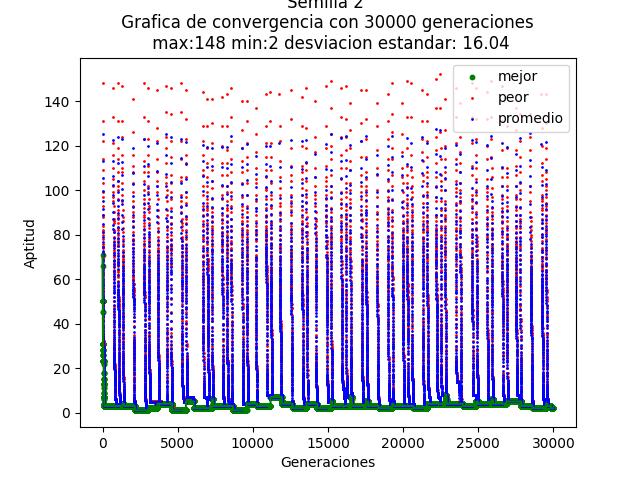 Semilla 2
Grafica de convergencia con 30000 generaciones
max:148 min:2 desviacion estandar: 16.04
mejor
peor
promedio
Aptitud
140
120
100
80
60
40
20
0
0 5000 10000 15000 20000 25000 30000
Generaciones